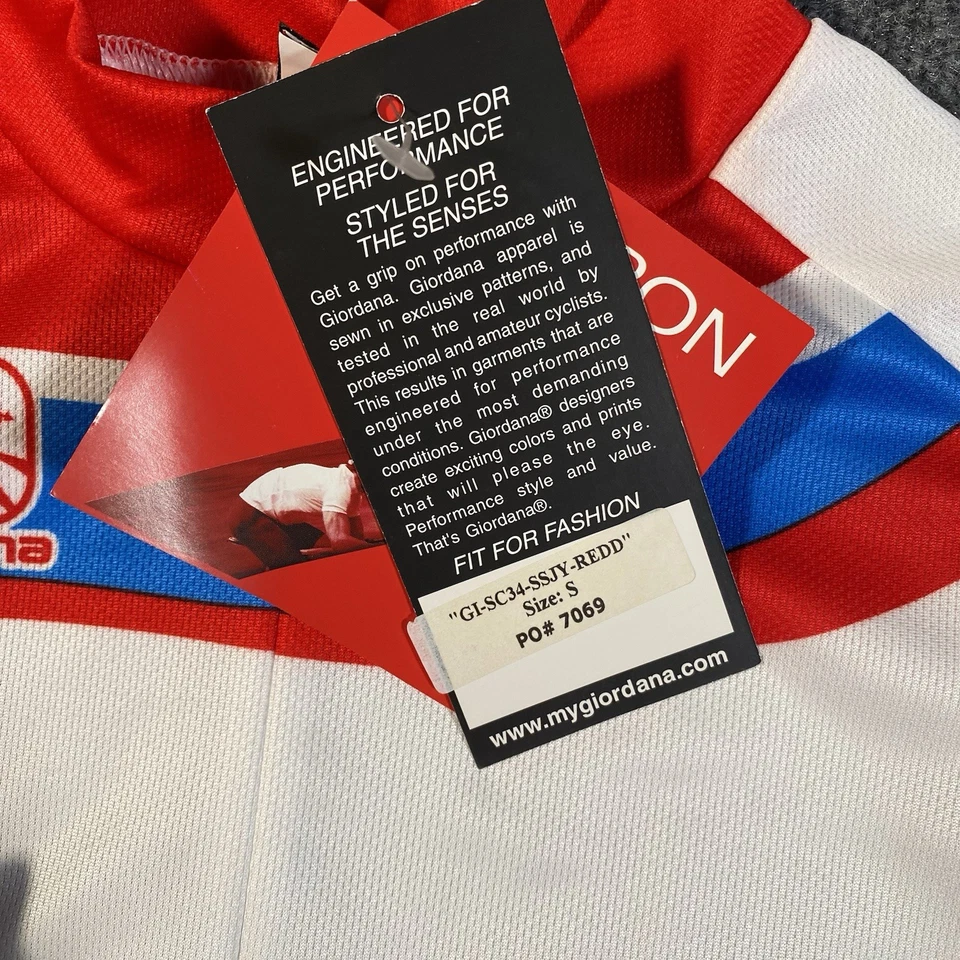 ENGINEERED FOR
PERFORMANCE
STYLED FOR
THE SENSES
Get a grip on performance with
Giordana. Giordana apparel is
sewn in exclusive patterns, and
tested in the real world by
professional and amateur cyclists.
This results in garments that are
engineered for performance
under the most demanding
conditions. Giordana® designers
create exciting colors and prints
that will please the eye.
Performance style and value.
That's Giordana®.
FIT FOR FASHION
"GI-SC34-SSJY-REDD"
Size: S
PO# 7069
www.mygiordana.com